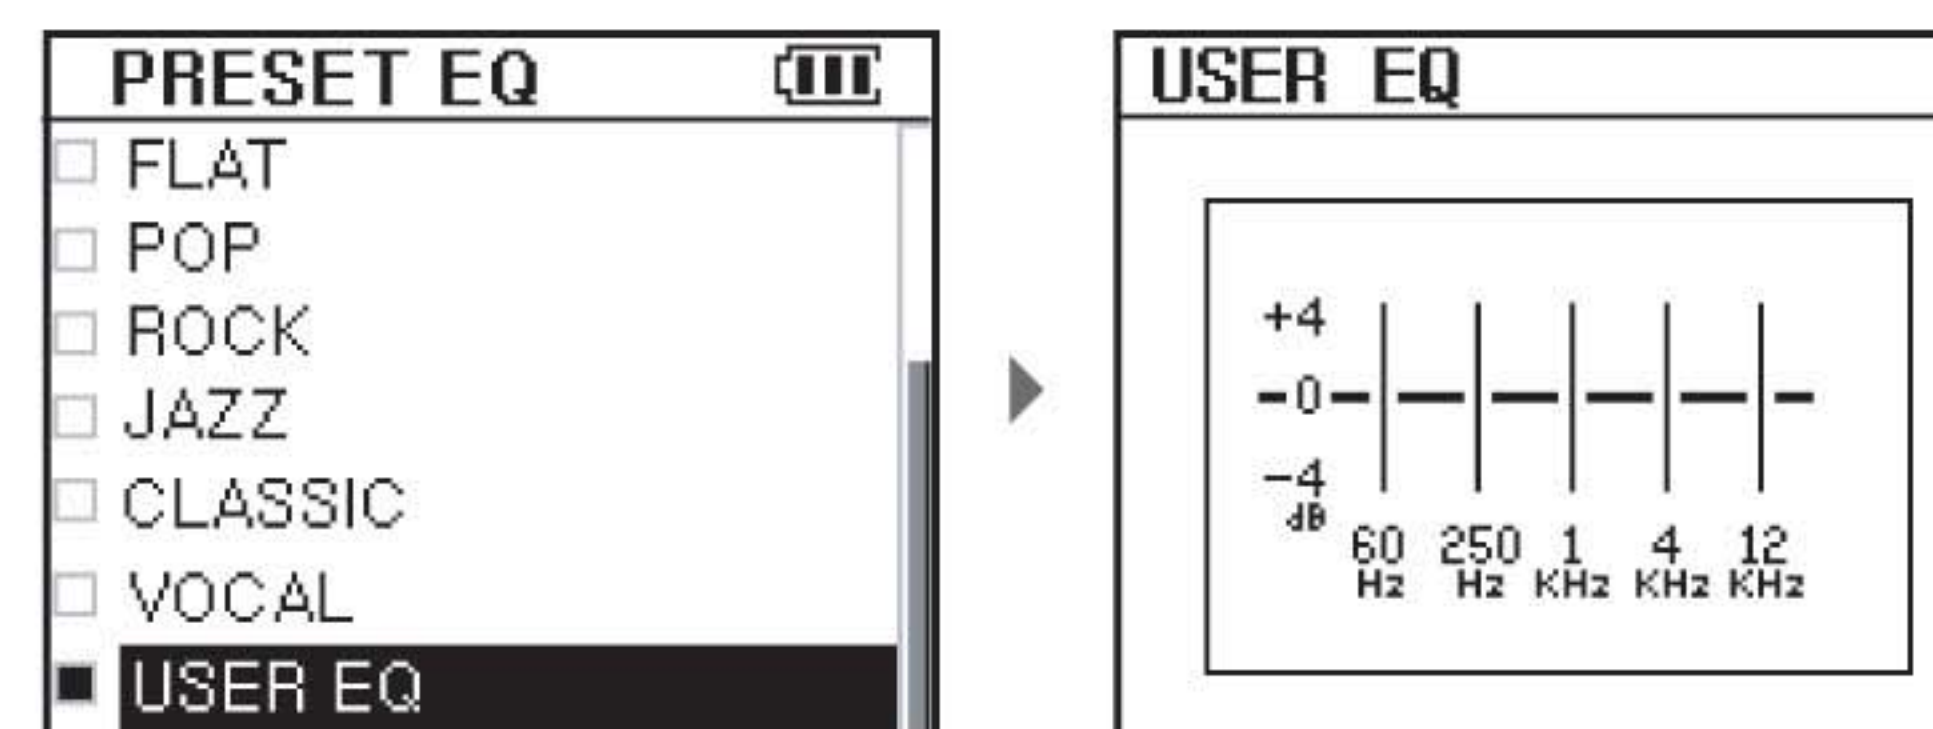 PRESET EQ
FLAT
POP
ROCK
JAZZ
CLASSIC
VOCAL
USER EQ
USER EQ
+4
0
-4
dB
60 250 1 4 12
Hz Hz KHz KHz KHz